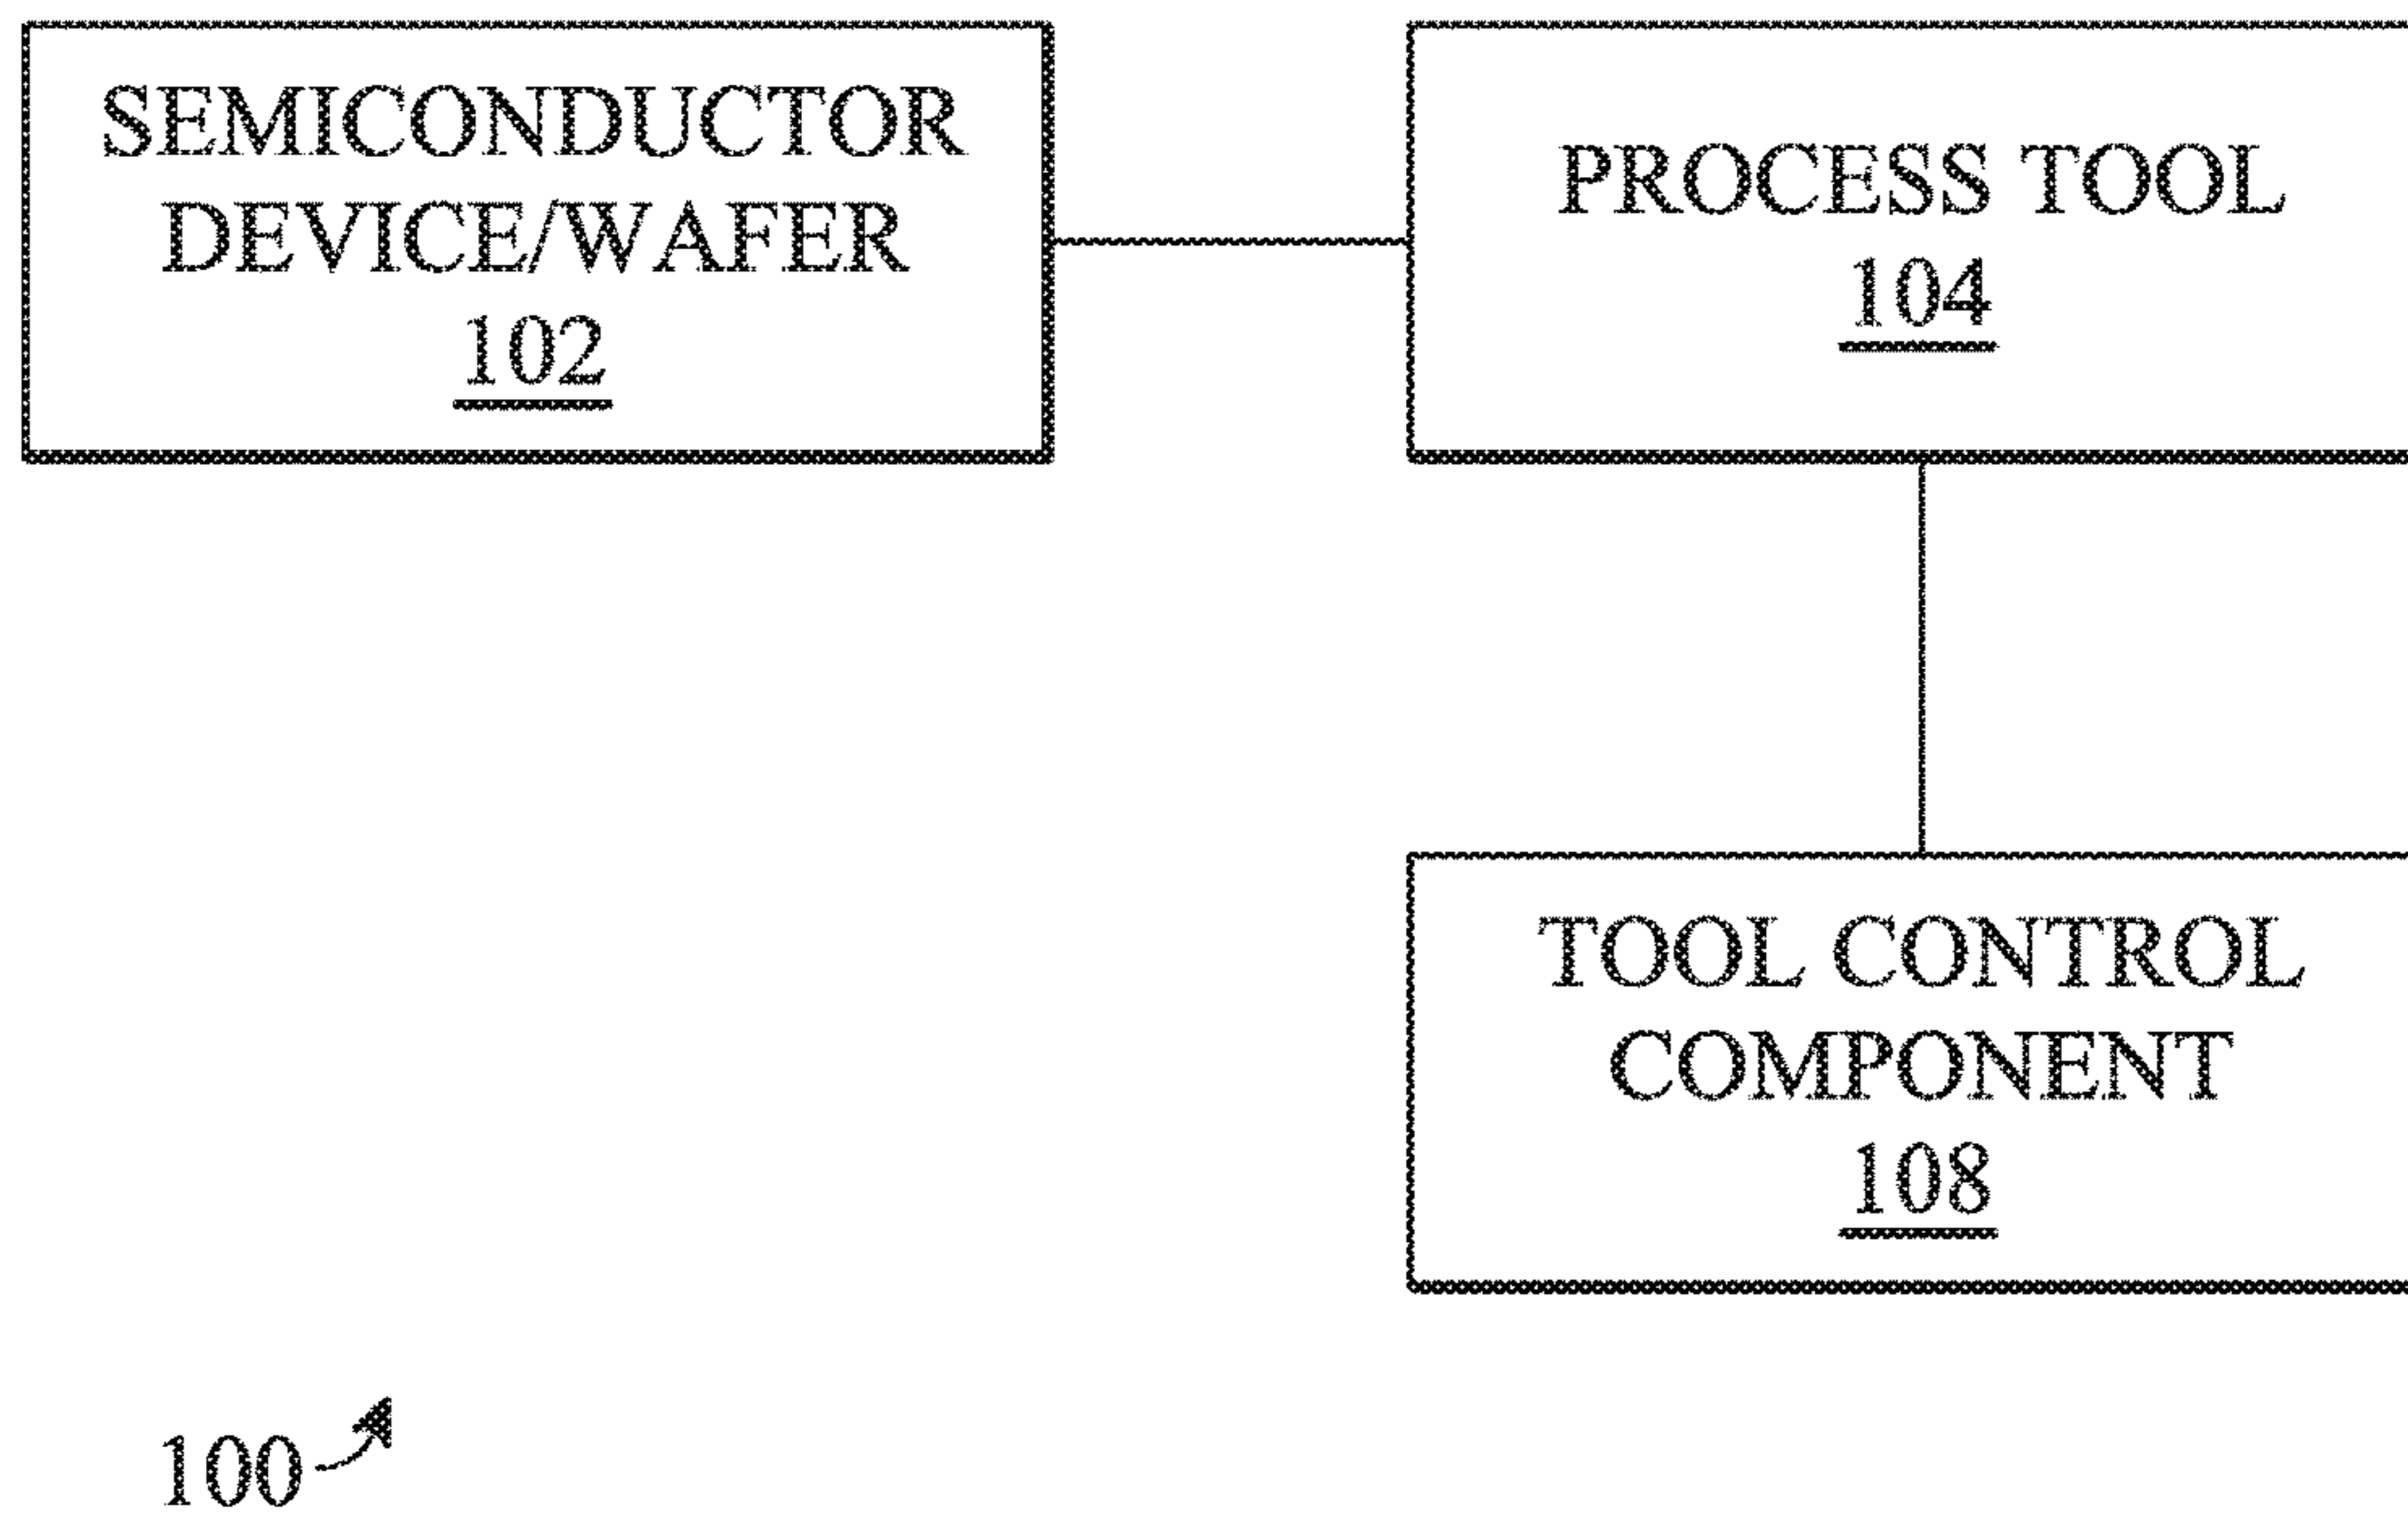 SEMICONDUCTOR
DEVICE/WAFER
102
PROCESS TOOL
104
TOOL CONTROL
COMPONENT
108
100